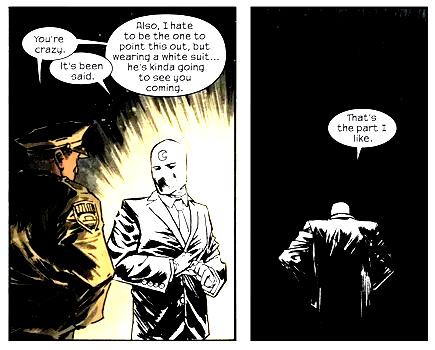 You're
crazy.
It's been
said.
Also, I hate
to be the one to
point this out, but
wearing a white suit...
he's kinda going
to see you
coming.
That's
the part I
like.